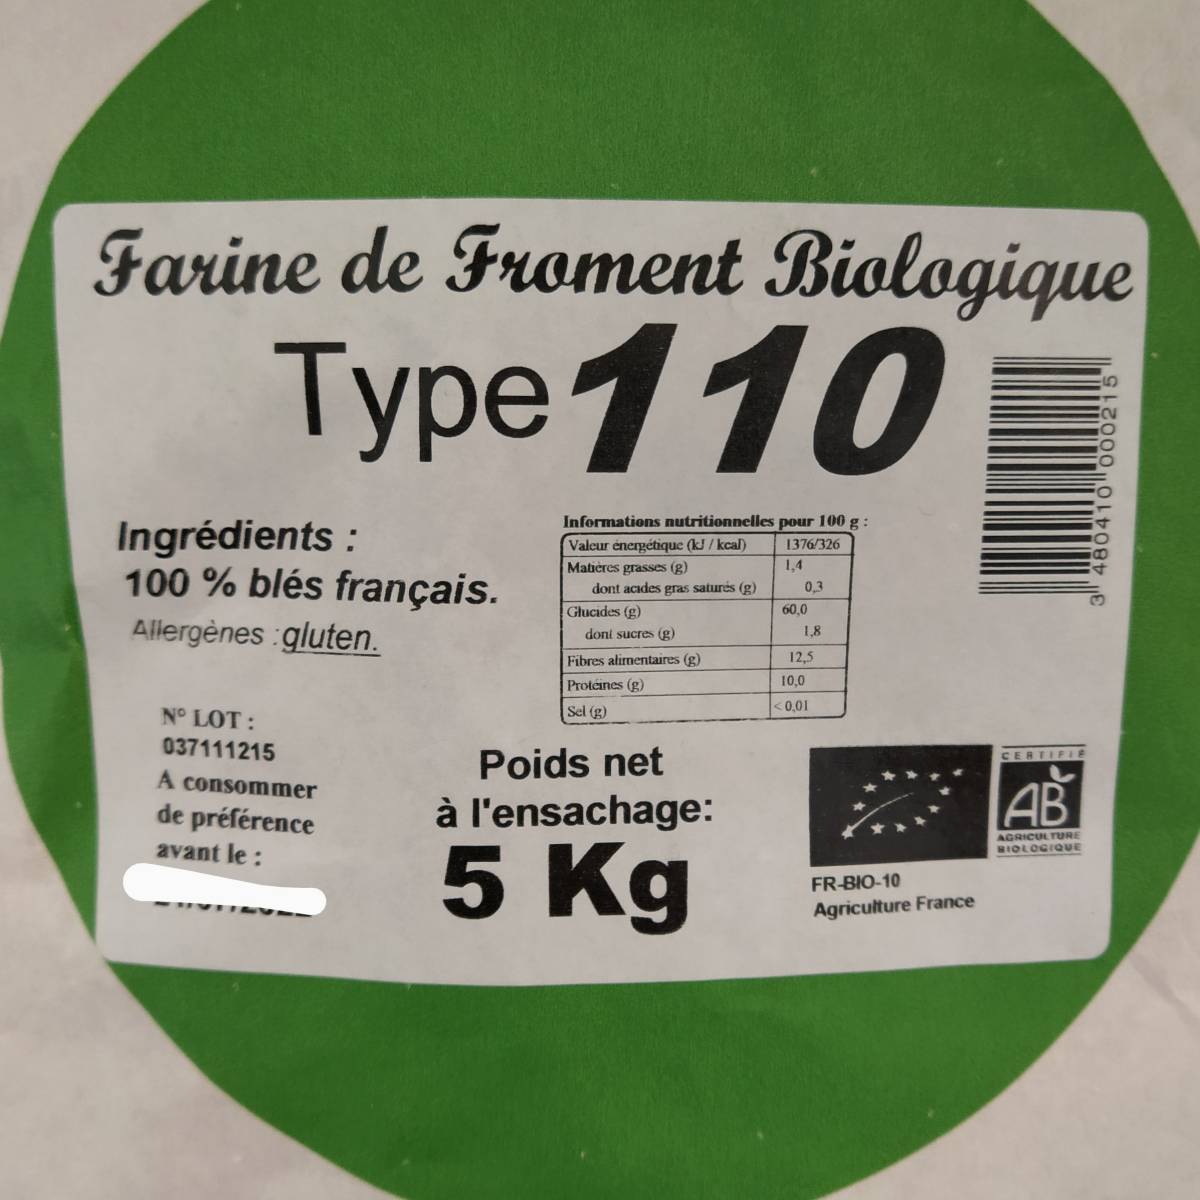 Farine de Froment Biologique
Type 110
Ingrédients :
100 % blés français.
Allergènes : gluten.
Informations nutritionnelles pour 100 g :
Valeur énergétique (kJ / kcal) 1376/326
Matières grasses (g) 1,4
dont acides gras saturés (g) 0,3
Glucides (g) 60,0
dont sucres (g) 1,8
Fibres alimentaires (g) 12,5
Protéines (g) 10,0
Sel (g) < 0,01
3 480410 000215
N° LOT :
037111215
A consommer
de préférence
avant le :
Poids net
à l'ensachage:
5 Kg
CERTIFIÉ
AB
AGRICULTURE
BIOLOGIQUE
FR-BIO-10
Agriculture France